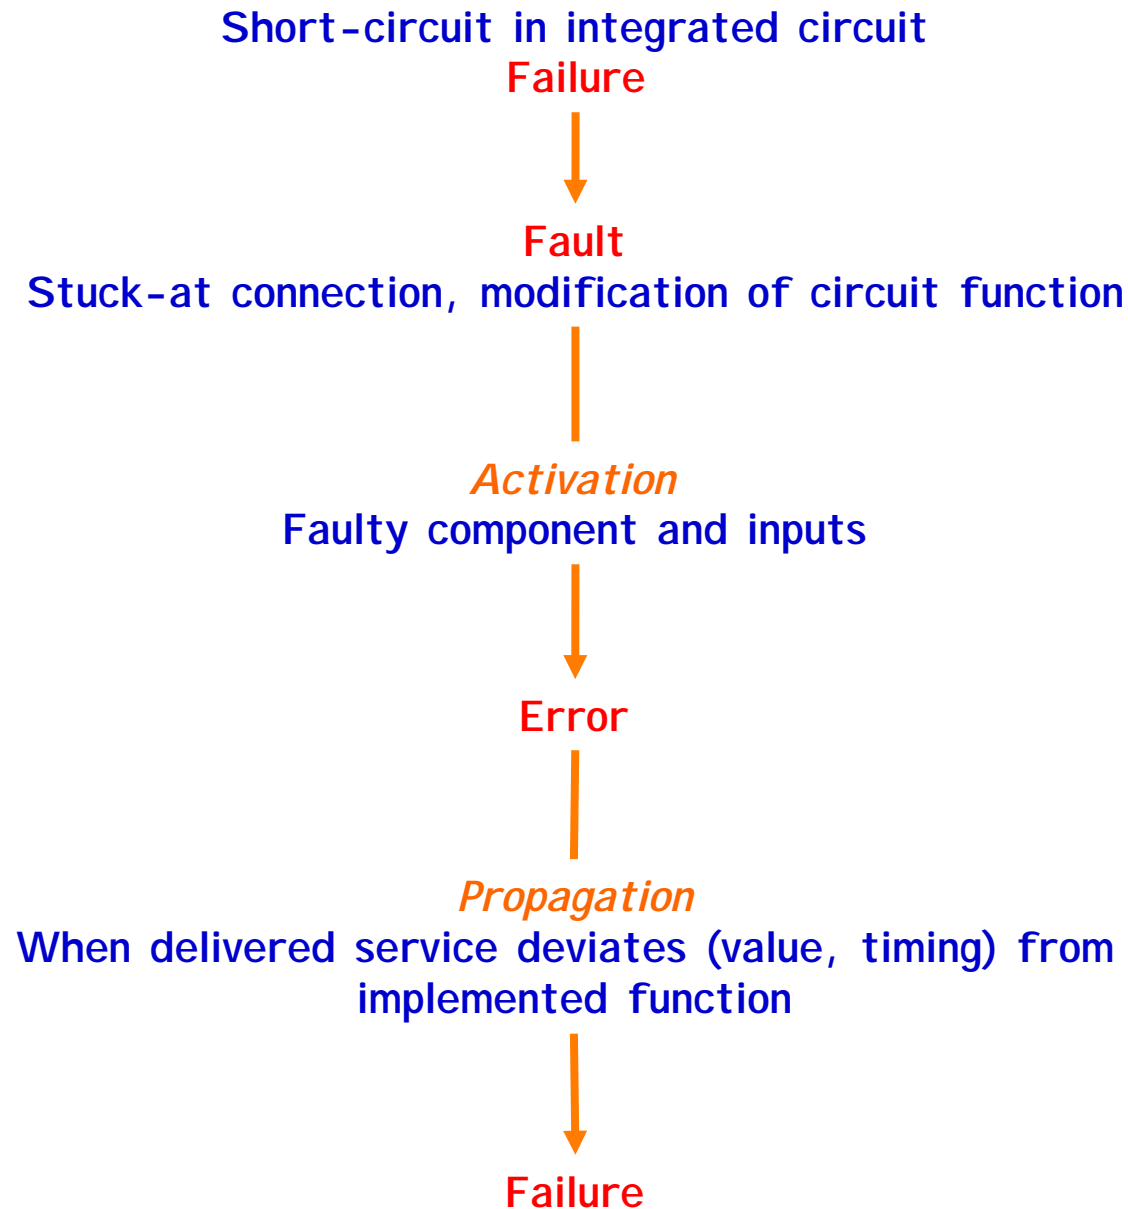 Short-circuit in integrated circuit
Failure
Fault
Stuck-at connection, modification of circuit function
Activation
Faulty component and inputs
Error
Propagation
When delivered service deviates (value, timing) from
implemented function
Failure